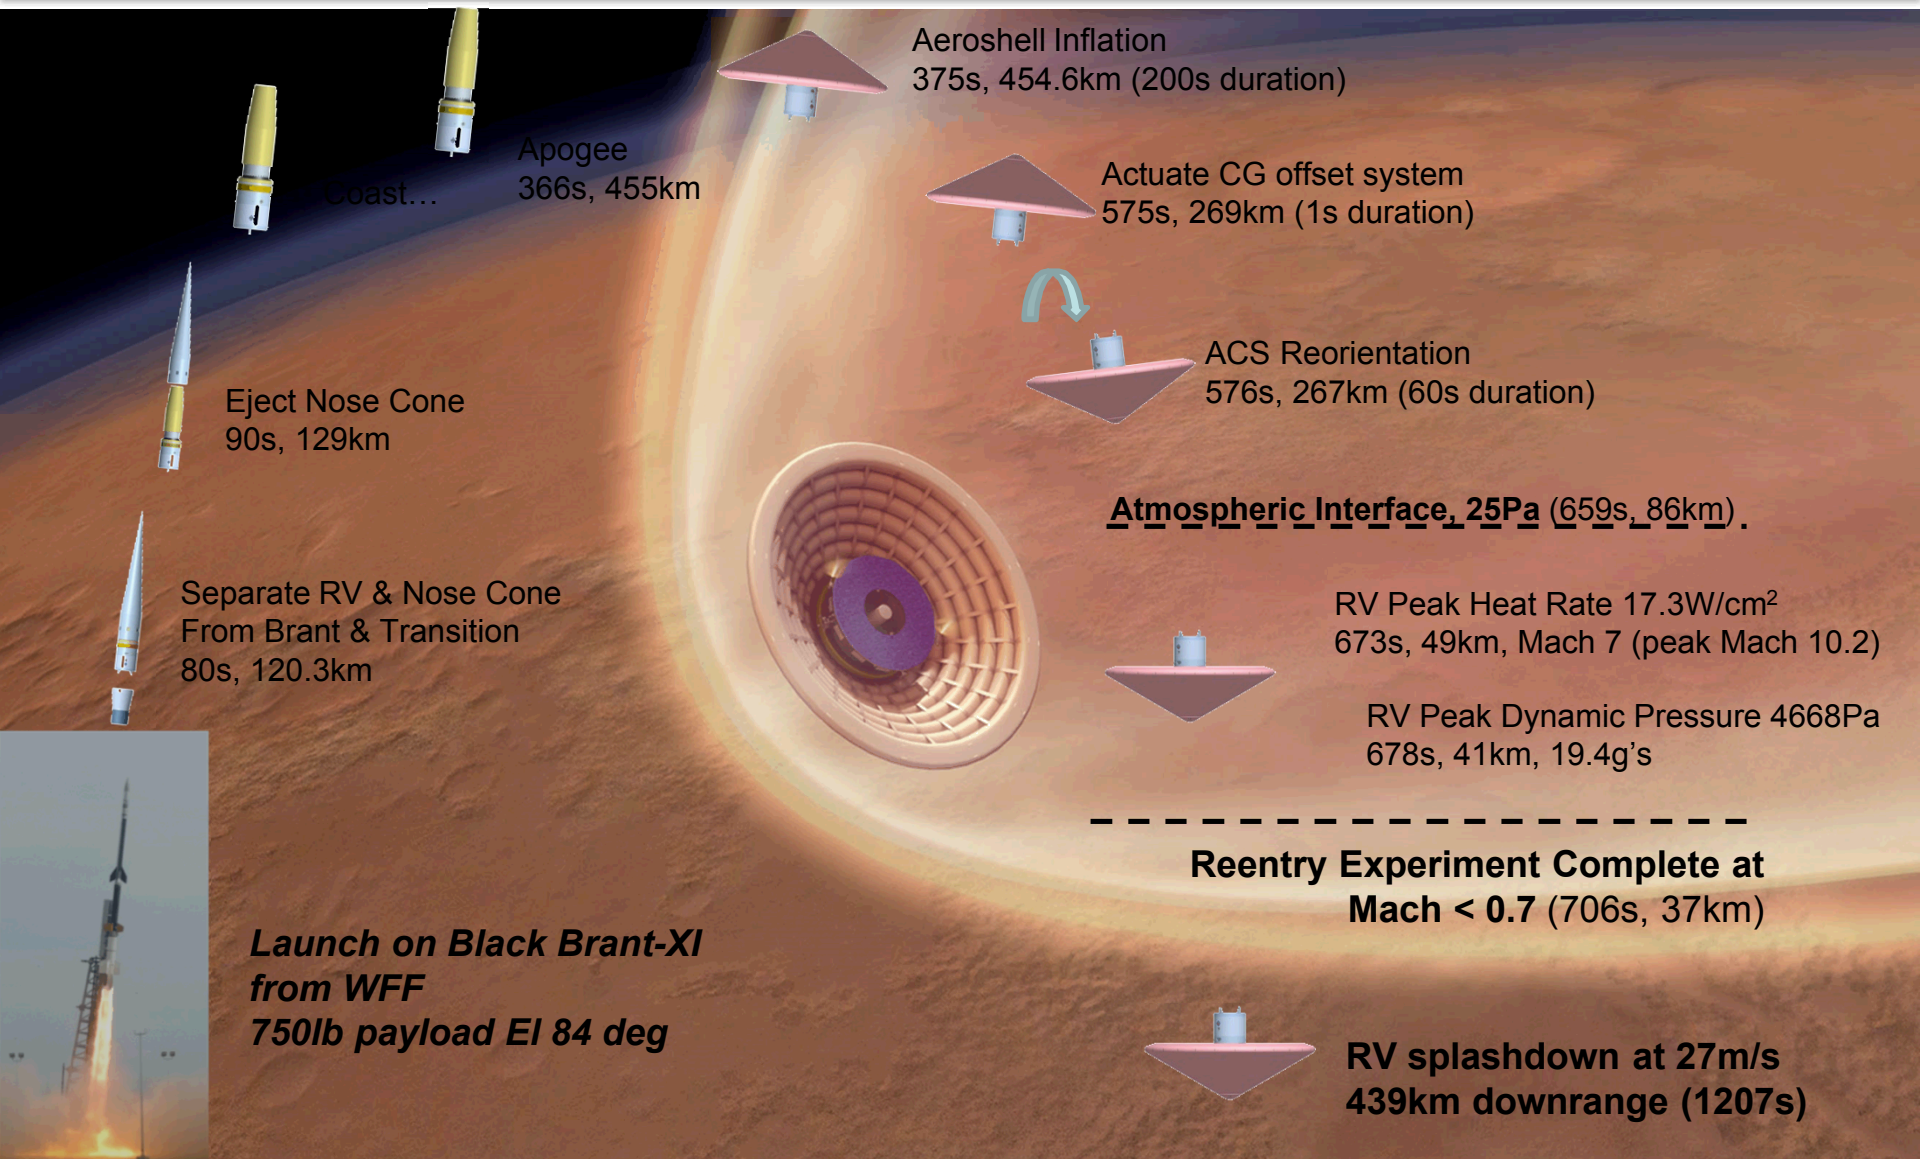 Aeroshell Inflation
375s, 454.6km (200s duration)
Apogee
366s, 455km
Coast…
Actuate CG offset system
575s, 269km (1s duration)
ACS Reorientation
576s, 267km (60s duration)
Eject Nose Cone
90s, 129km
Atmospheric Interface, 25Pa (659s, 86km)
Separate RV & Nose Cone
From Brant & Transition
80s, 120.3km
RV Peak Heat Rate 17.3W/cm²
673s, 49km, Mach 7 (peak Mach 10.2)
RV Peak Dynamic Pressure 4668Pa
678s, 41km, 19.4g’s
Reentry Experiment Complete at
Mach < 0.7 (706s, 37km)
Launch on Black Brant-XI
from WFF
750lb payload El 84 deg
RV splashdown at 27m/s
439km downrange (1207s)